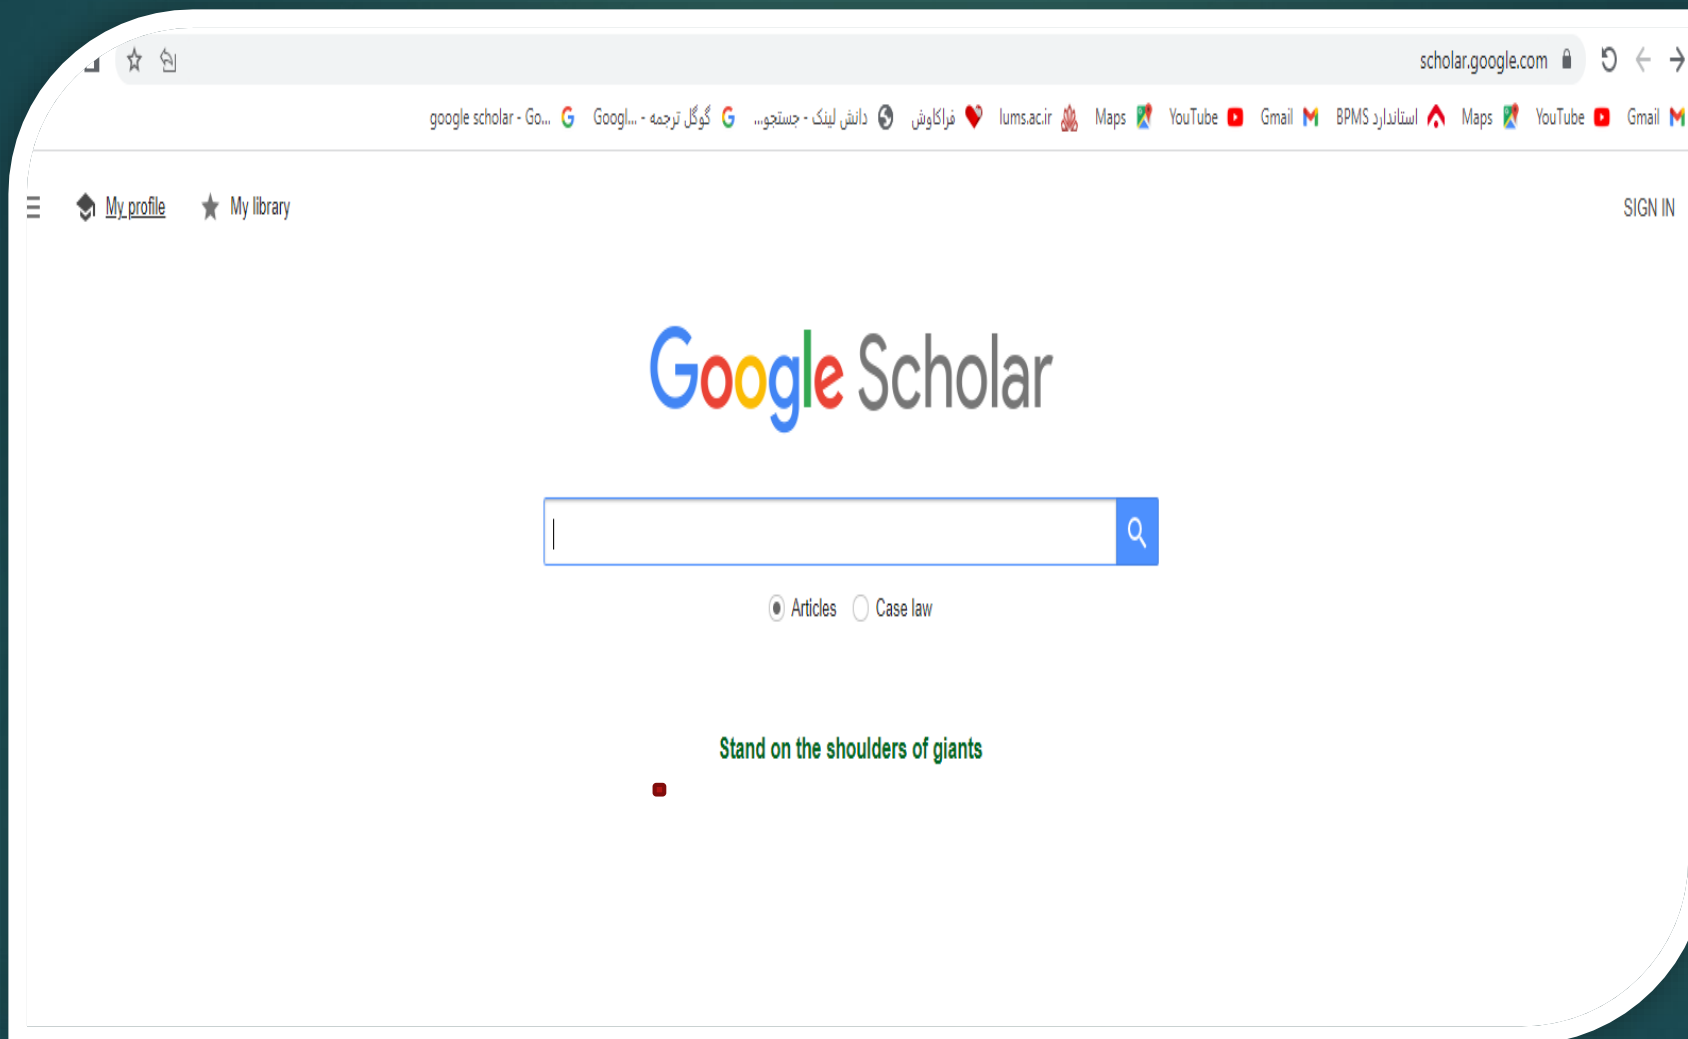 scholar.google.com
Gmail YouTube Maps استاندارد BPMS Gmail YouTube Maps lums.ac.ir فراکاوش دانش لینک - جستجو... گوگل ترجمه - Googl... google scholar - Go...
My profile My library SIGN IN
Google Scholar
Articles Case law
Stand on the shoulders of giants